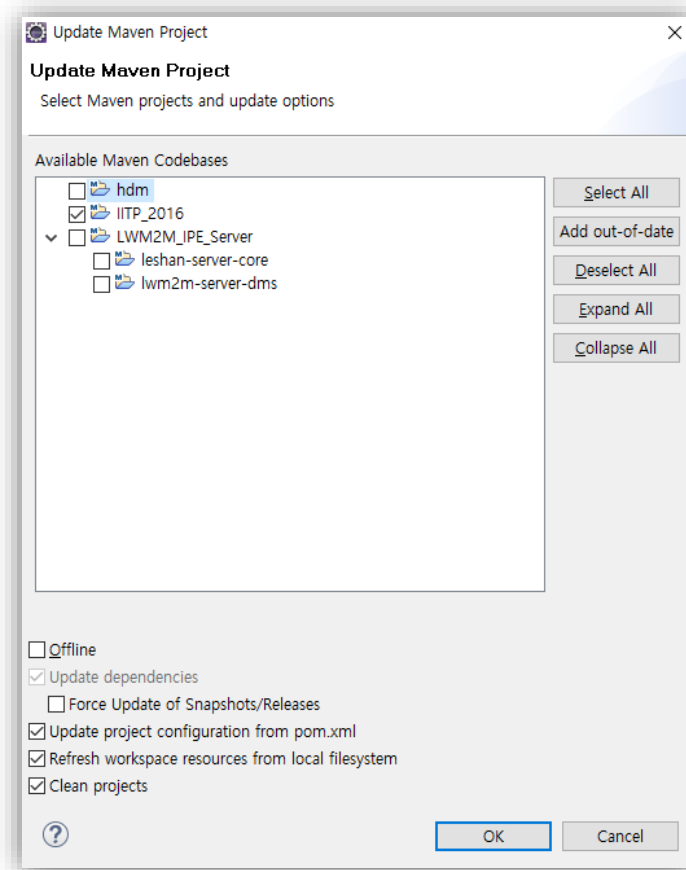 Update Maven Project
Update Maven Project
Select Maven projects and update options
Available Maven Codebases
hdm
IITP_2016
LWM2M_IPE_Server
leshan-server-core
lwm2m-server-dms
Select All
Add out-of-date
Deselect All
Expand All
Collapse All
Offline
Update dependencies
Force Update of Snapshots/Releases
Update project configuration from pom.xml
Refresh workspace resources from local filesystem
Clean projects
?
OK
Cancel